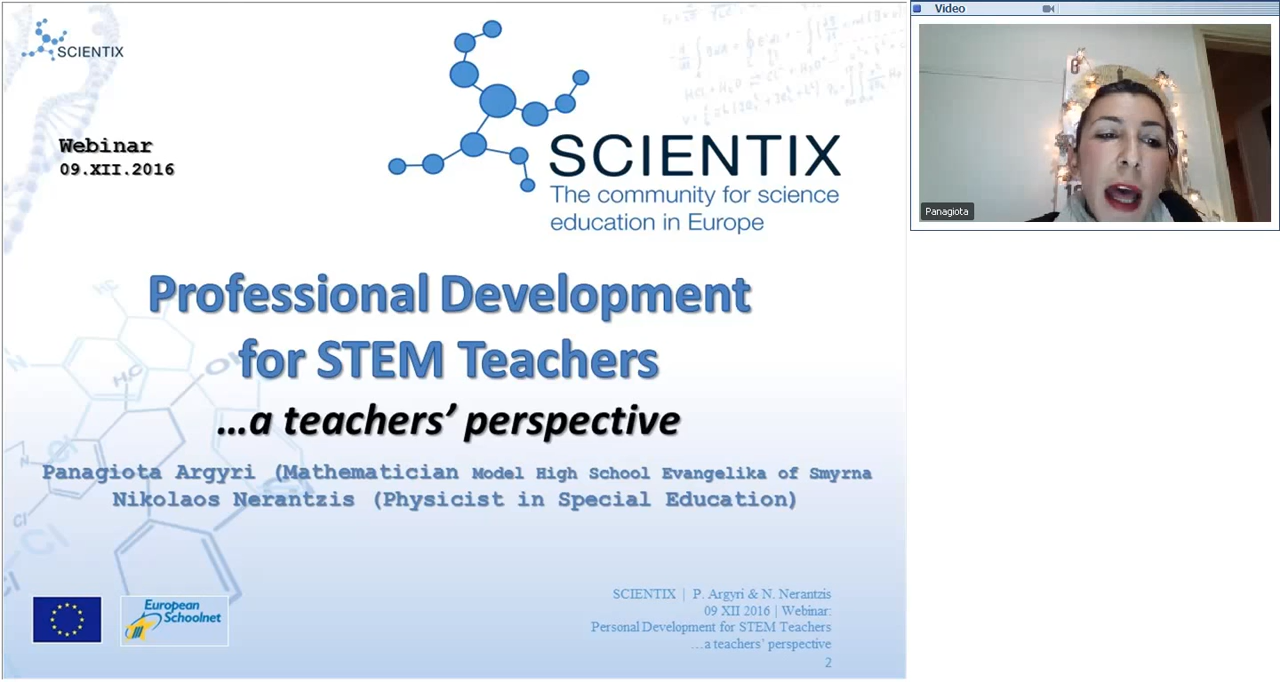 SCIENTIX
Webinar
09.XII.2016
SCIENTIX
The community for science
education in Europe
Professional Development
for STEM Teachers
...a teachers’ perspective
Panagiota Argyri (Mathematician Model High School Evangelika of Smyrna
Nikolaos Nerantzis (Physicist in Special Education)
European
Schoolnet
SCIENTIX | P. Argyri & N. Nerantzis
09 XII 2016 | Webinar:
Personal Development for STEM Teachers
...a teachers’ perspective
2
Video
Panagiota